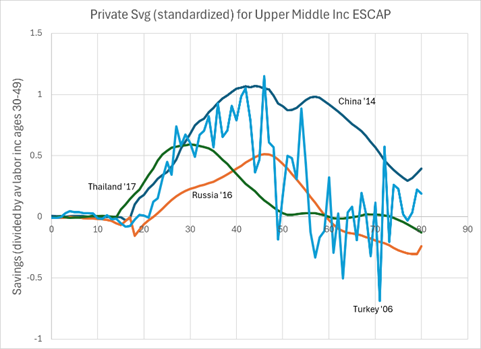 Private Svg (standardized) for Upper Middle Inc ESCAP
Savings (divided by av labor inc ages 30-49)
1.5
1
0.5
0
-0.5
-1
0 10 20 30 40 50 60 70 80 90
China '14
Thailand '17
Russia '16
Turkey '06